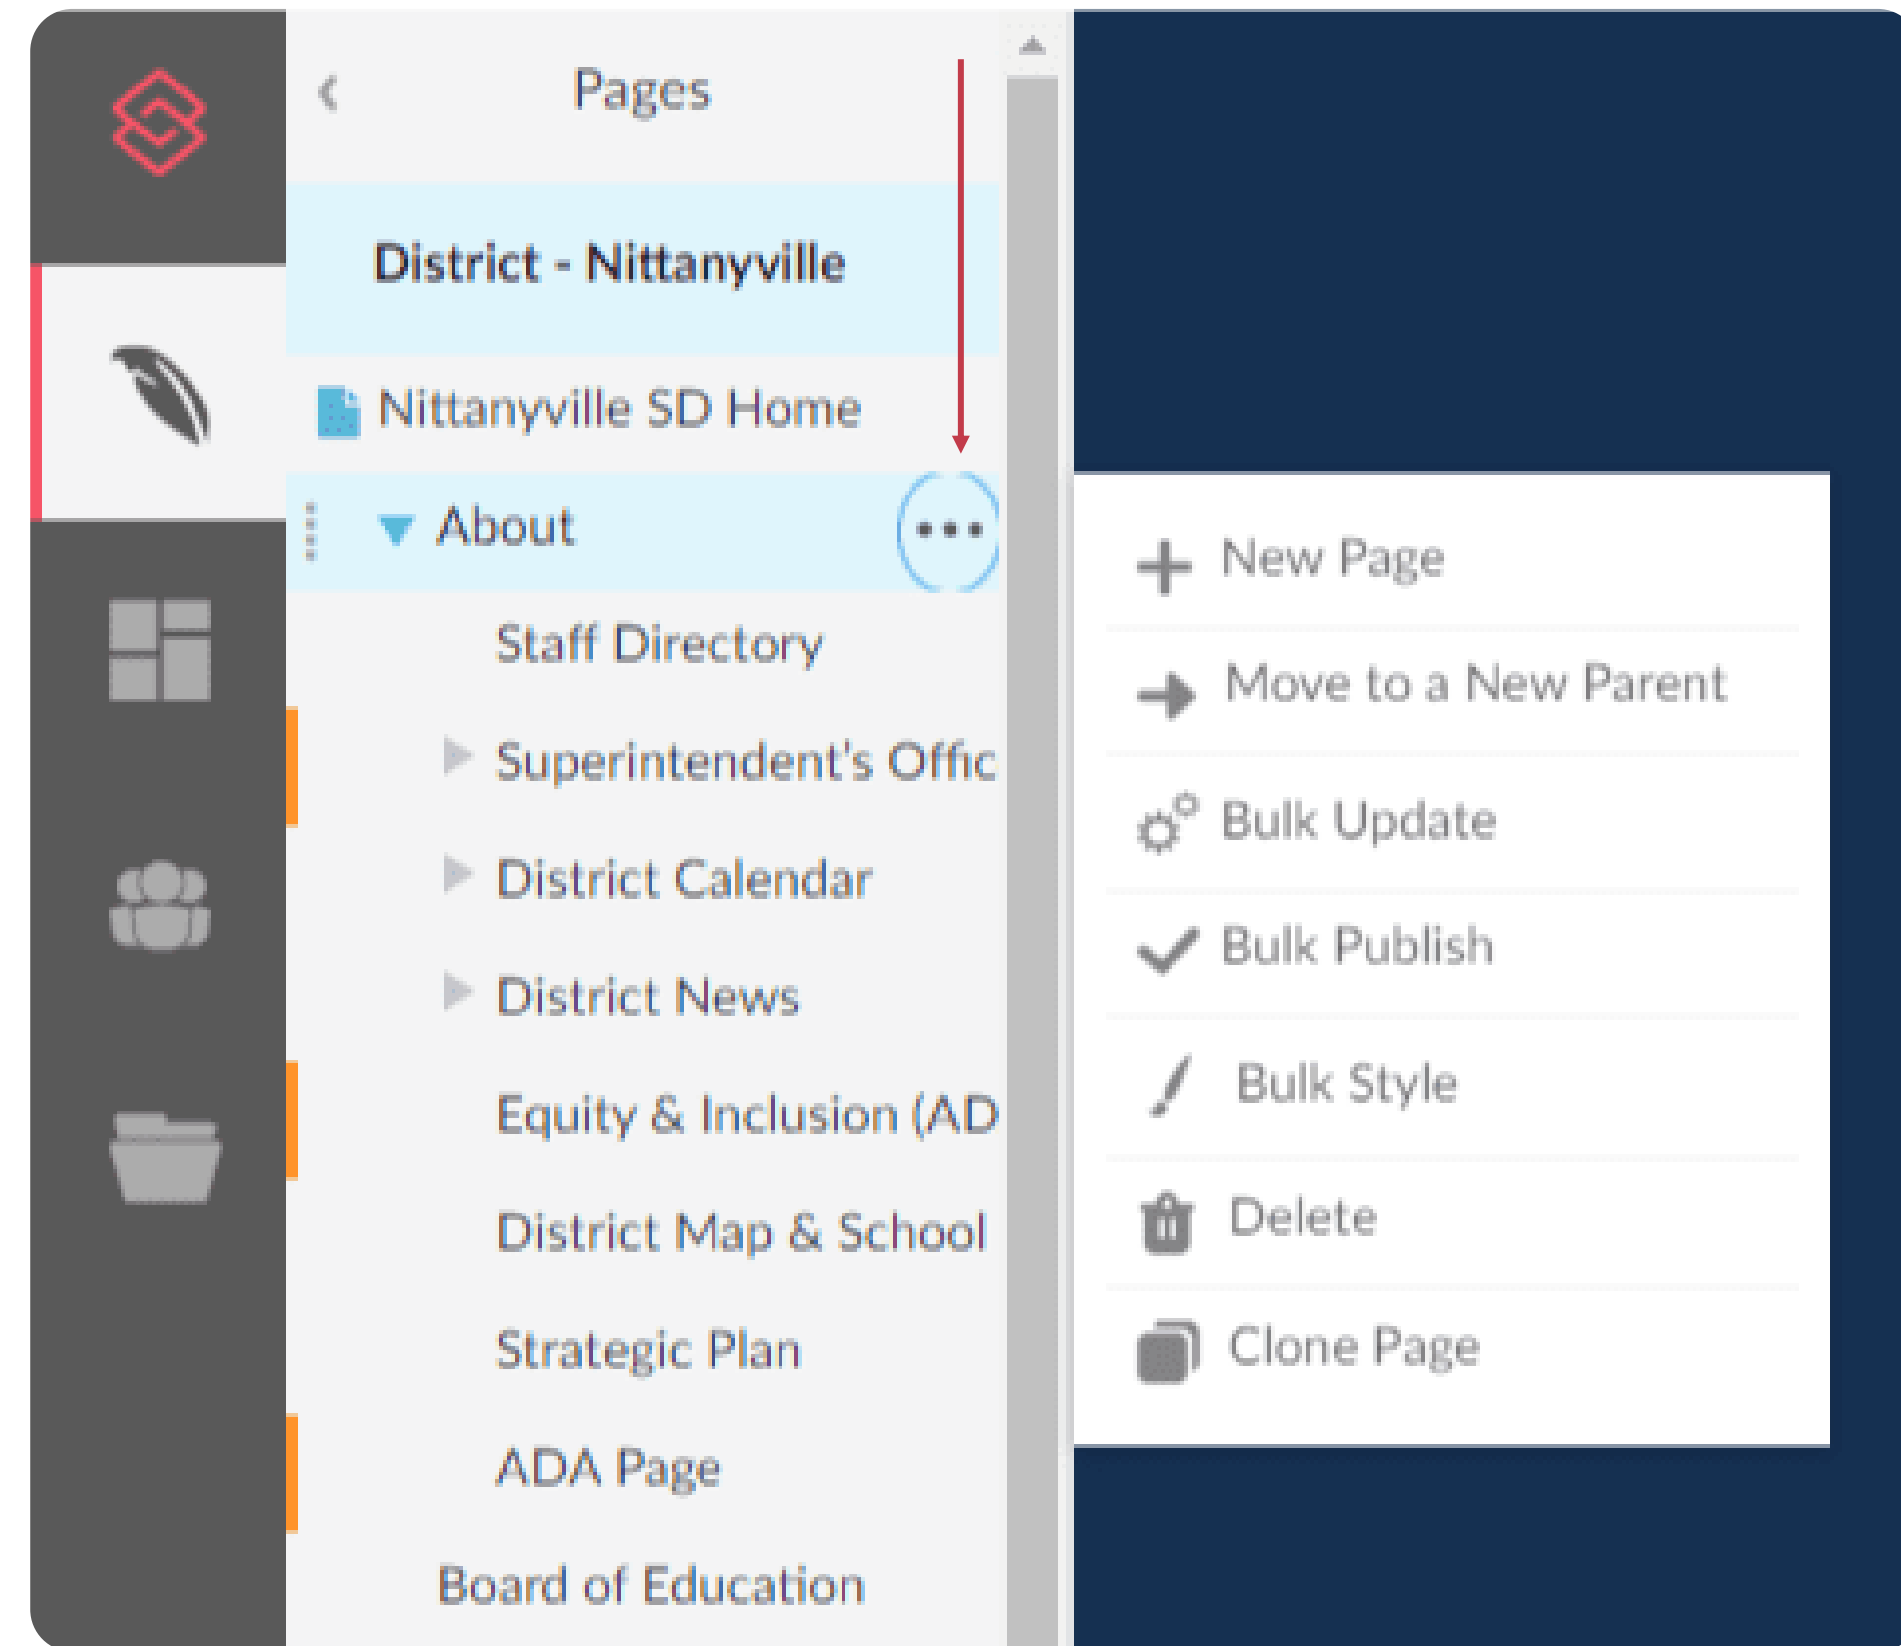 Pages
District - Nittanyville
Nittanyville SD Home
About
Staff Directory
Superintendent's Offic
District Calendar
District News
Equity & Inclusion (AD
District Map & School
Strategic Plan
ADA Page
Board of Education
New Page
Move to a New Parent
Bulk Update
Bulk Publish
Bulk Style
Delete
Clone Page